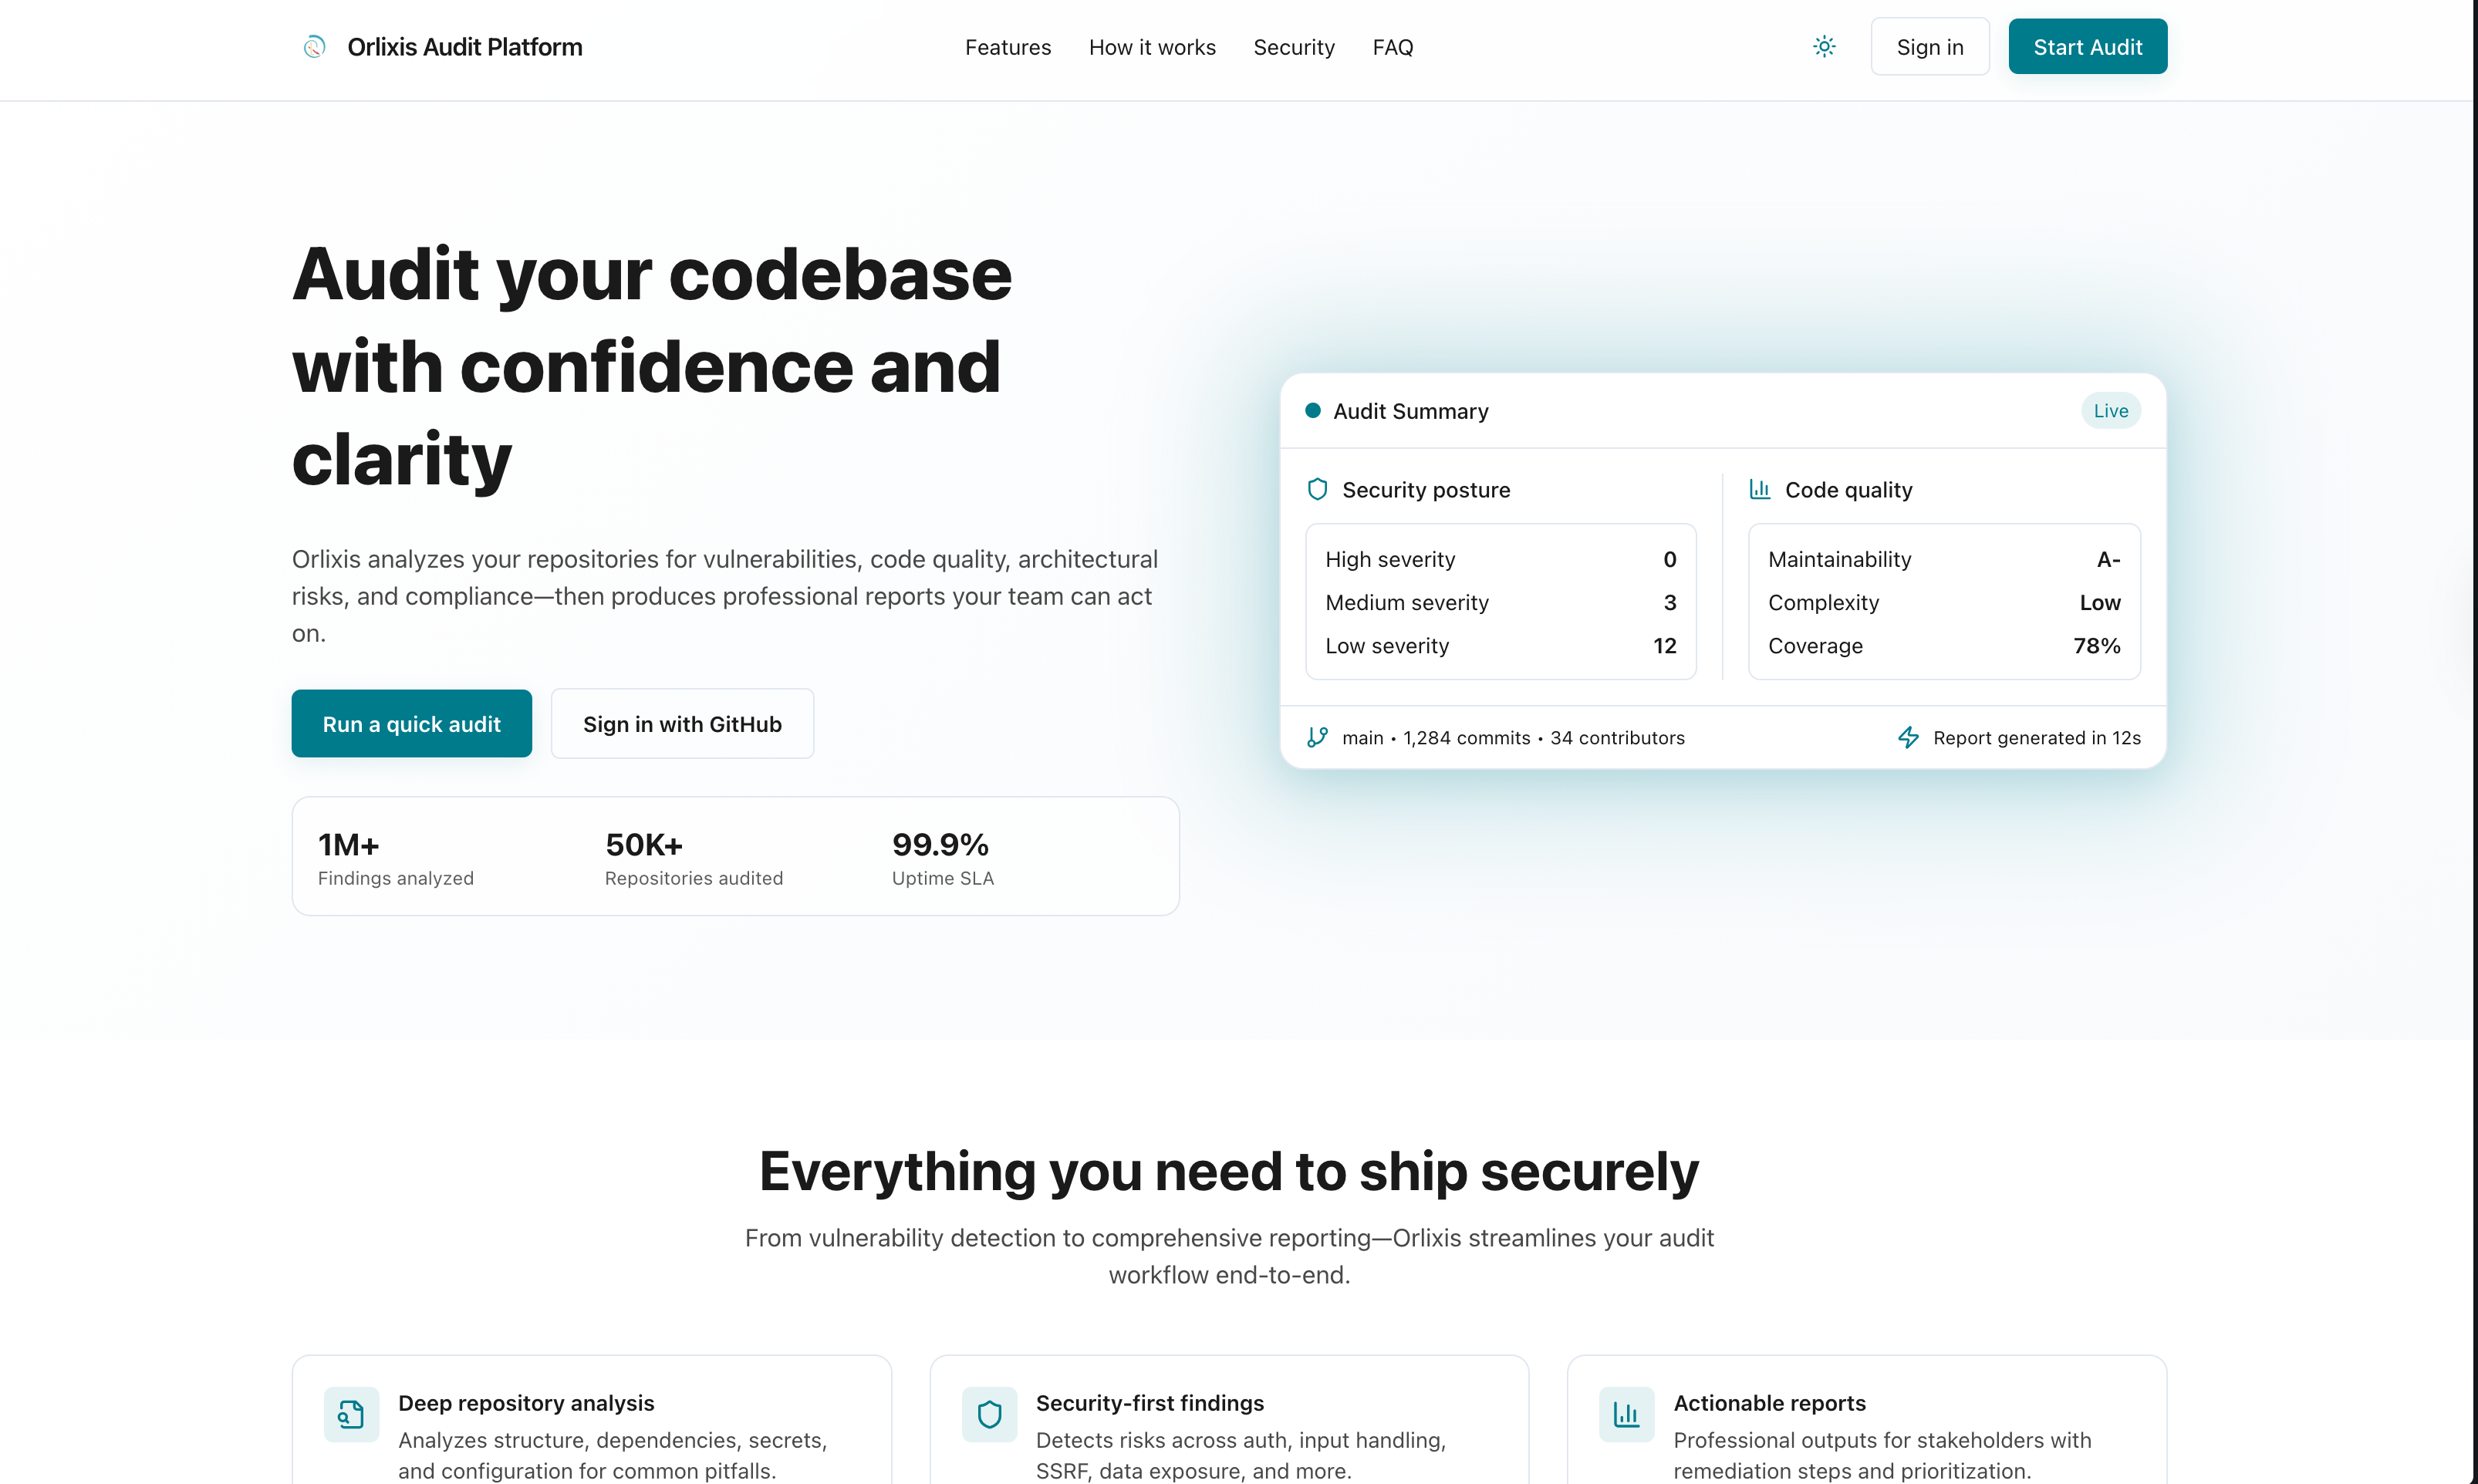 Orlixis Audit Platform
Features
How it works
Security
FAQ
Sign in
Start Audit
Audit your codebase
with confidence and
clarity
Orlixis analyzes your repositories for vulnerabilities, code quality, architectural
risks, and compliance—then produces professional reports your team can act
on.
Run a quick audit
Sign in with GitHub
1M+
Findings analyzed
50K+
Repositories audited
99.9%
Uptime SLA
Audit Summary
Live
Security posture
High severity 0
Medium severity 3
Low severity 12
Code quality
Maintainability A-
Complexity Low
Coverage 78%
main • 1,284 commits • 34 contributors
Report generated in 12s
Everything you need to ship securely
From vulnerability detection to comprehensive reporting—Orlixis streamlines your audit
workflow end-to-end.
Deep repository analysis
Analyzes structure, dependencies, secrets,
and configuration for common pitfalls.
Security-first findings
Detects risks across auth, input handling,
SSRF, data exposure, and more.
Actionable reports
Professional outputs for stakeholders with
remediation steps and prioritization.